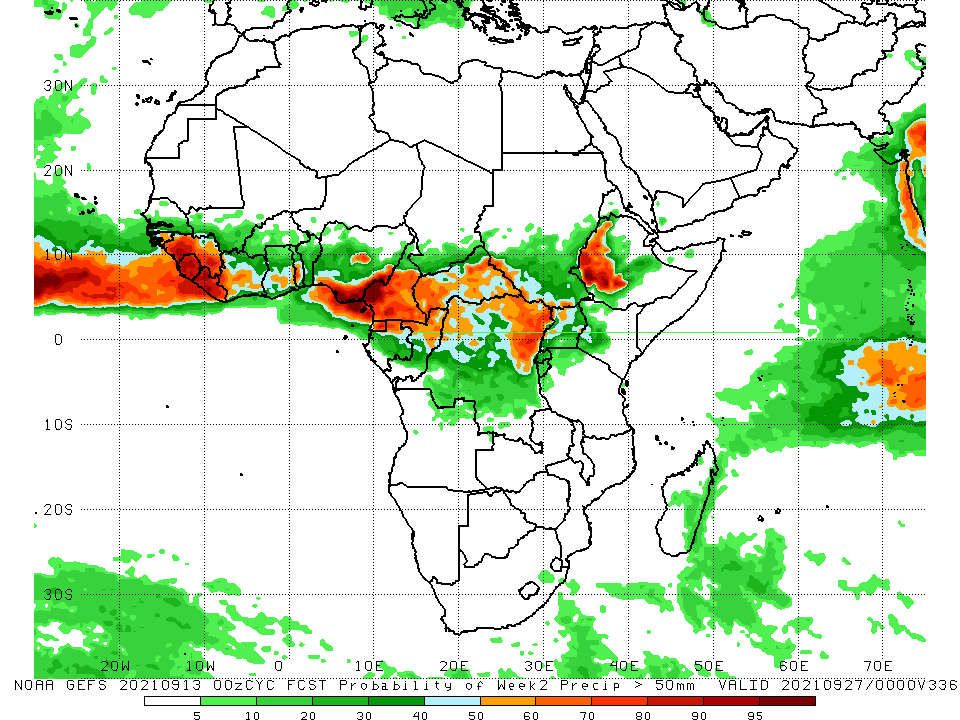 30N
20N
10N
0
10S
20S
30S
20W 10W 0 10E 20E 30E 40E 50E 60E 70E
NOAA GEFS 20210913 00zCYC FCST Probability of Week2 Precip > 50mm VALID 20210927/0000V336
5 10 20 30 40 50 60 70 80 90 95